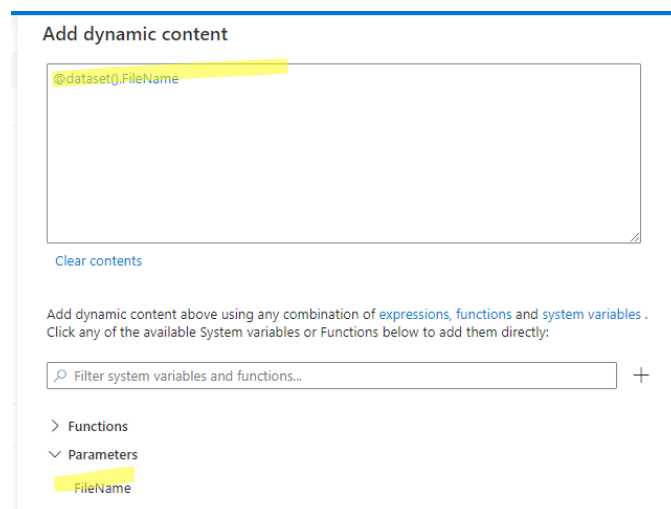 Add dynamic content
@dataset().FileName
Clear contents
Add dynamic content above using any combination of expressions, functions and system variables .
Click any of the available System variables or Functions below to add them directly:
Filter system variables and functions...
Functions
Parameters
FileName